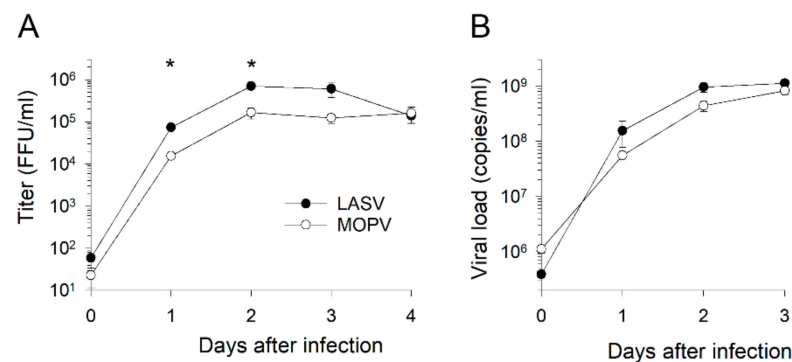 A
B
* *
Titer (FFU/ml)
10⁶
10⁵
10⁴
10³
10²
10¹
LASV
MOPV
0 1 2 3 4
Days after infection
Viral load (copies/ml)
10⁹
10⁸
10⁷
10⁶
0 1 2 3
Days after infection